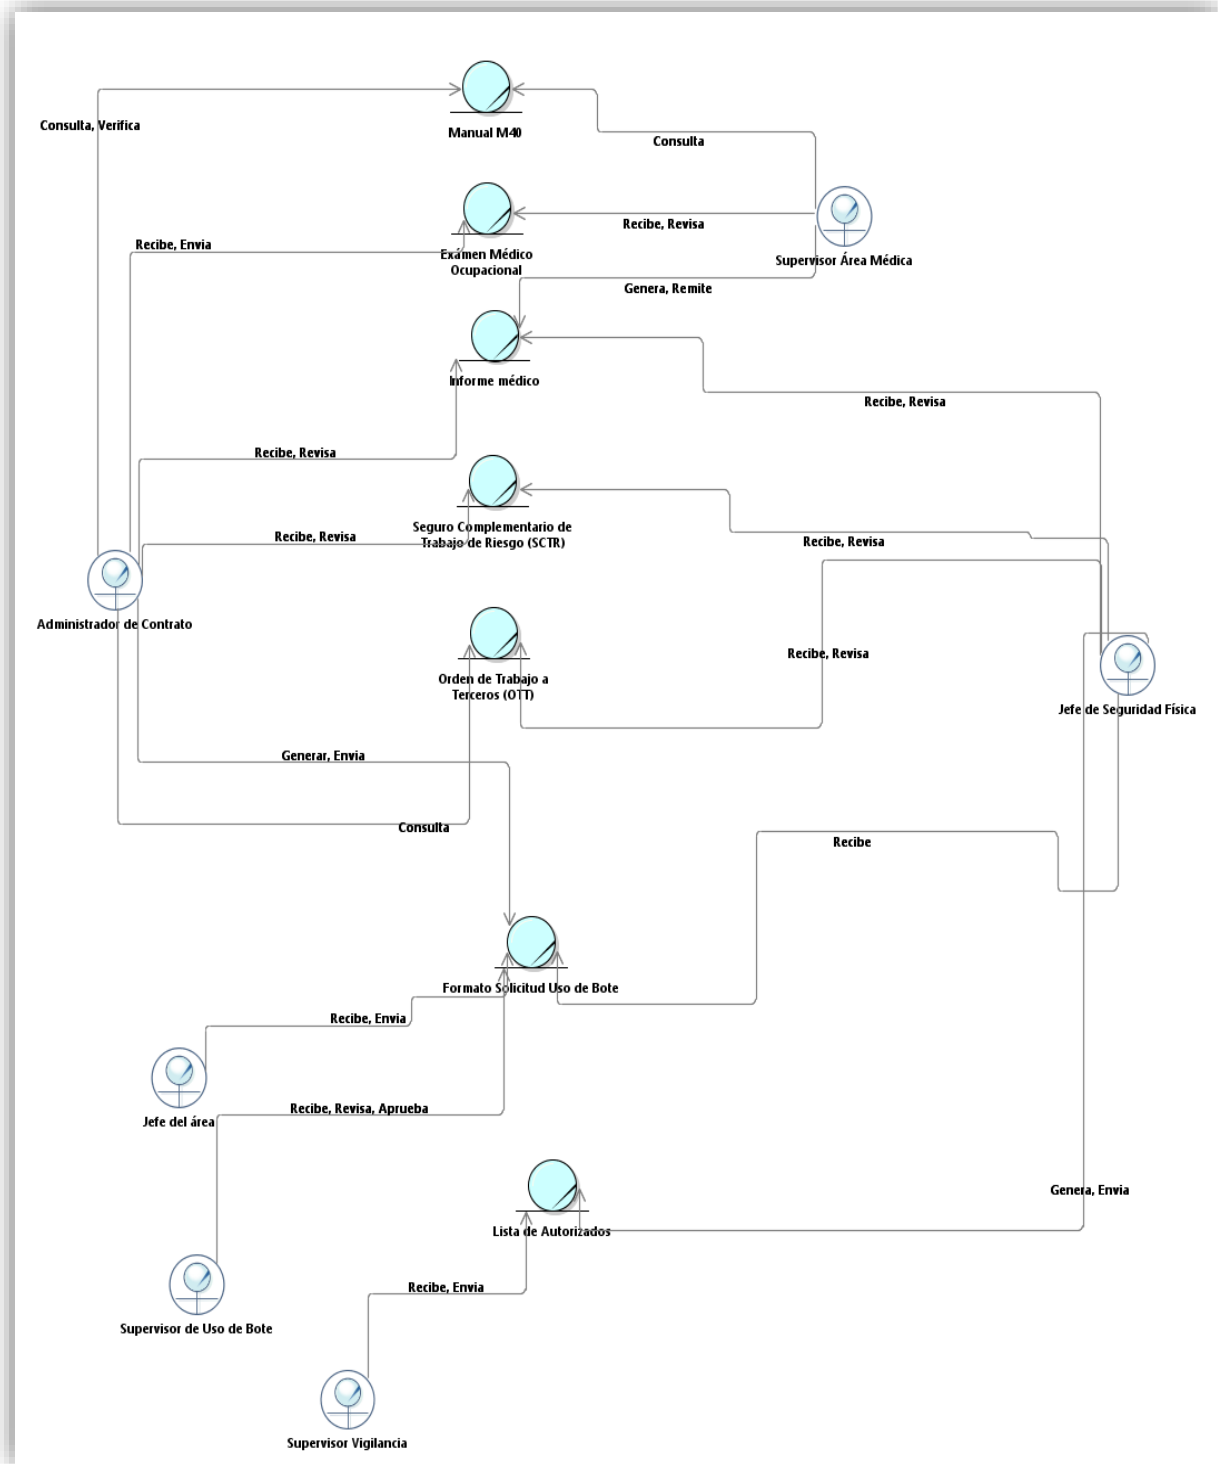 Consulta, Verifica
Manual M40
Consulta
Recibe, Revisa
Recibe, Envia
Exámen Médico
Ocupacional
Supervisor Área Médica
Genera, Remite
Informe médico
Recibe, Revisa
Recibe, Revisa
Seguro Complementario de
Trabajo de Riesgo (SCTR)
Recibe, Revisa
Recibe, Revisa
Administrador de Contrato
Orden de Trabajo a
Terceros (OTT)
Recibe, Revisa
Jefe de Seguridad Física
Generar, Envia
Consulta
Recibe
Formato Solicitud Uso de Bote
Recibe, Envia
Recibe, Revisa, Aprueba
Jefe del área
Genera, Envia
Lista de Autorizados
Recibe, Envia
Supervisor de Uso de Bote
Supervisor Vigilancia